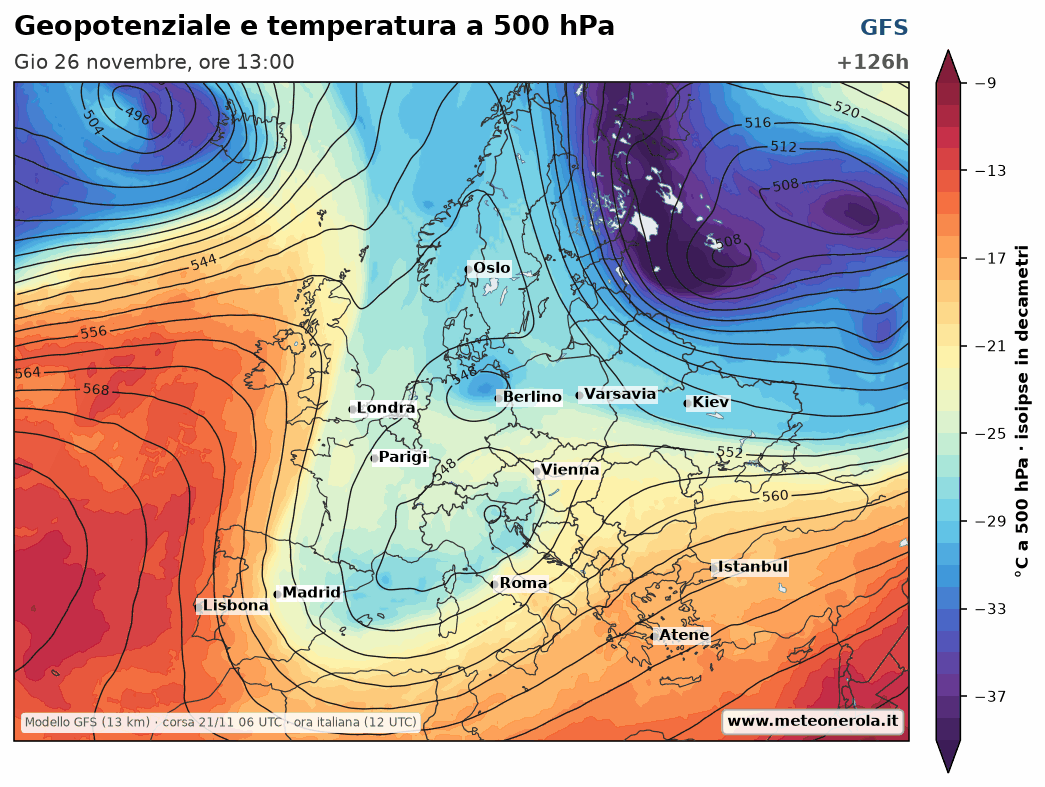 Geopotenziale e temperatura a 500 hPa
GFS
Gio 26 novembre, ore 13:00
+126h
504
496
520
516
512
508
508
544
556
564
568
548
548
552
560
Oslo
Berlino
Varsavia
Kiev
Londra
Parigi
Vienna
Istanbul
Roma
Madrid
Lisbona
Atene
−9
−13
−17
−21
−25
−29
−33
−37
°C a 500 hPa · isoipse in decametri
Modello GFS (13 km) · corsa 21/11 06 UTC · ora italiana (12 UTC)
www.meteonerola.it